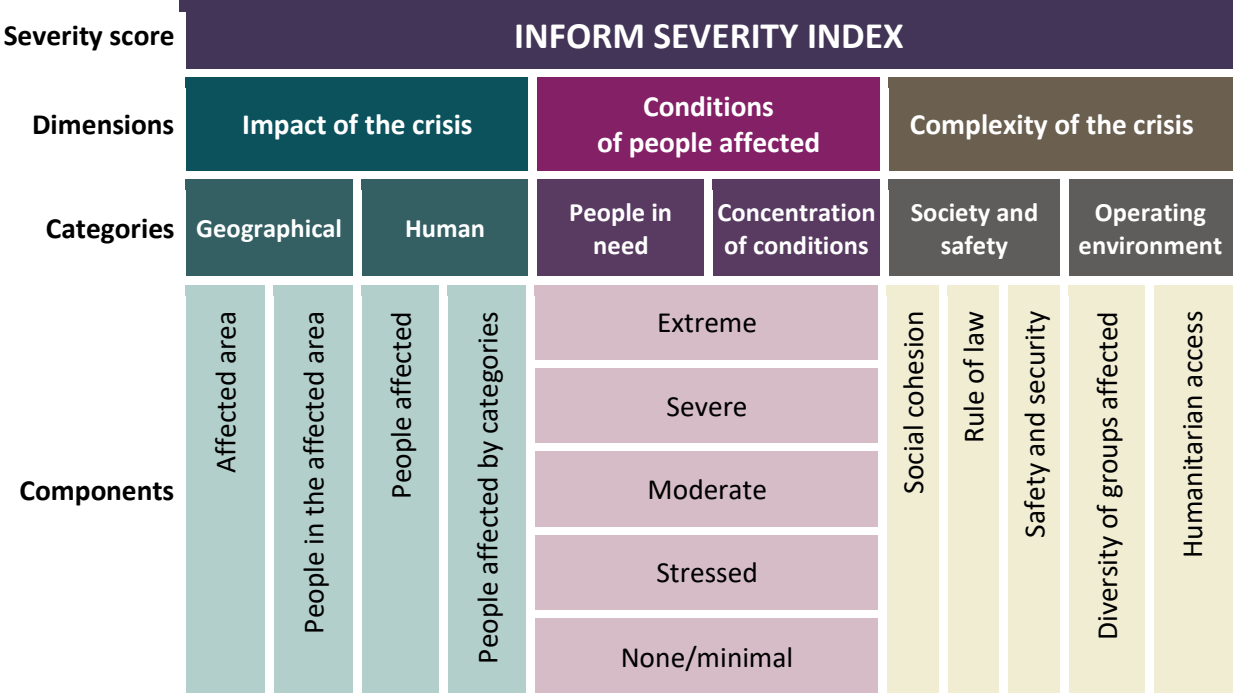 Severity score
INFORM SEVERITY INDEX
Dimensions
Impact of the crisis
Conditions
of people affected
Complexity of the crisis
Categories
Geographical
Human
People in
need
Concentration
of conditions
Society and
safety
Operating
environment
Components
Affected area
People in the affected area
People affected
People affected by categories
Extreme
Severe
Moderate
Stressed
None/minimal
Social cohesion
Rule of law
Safety and security
Diversity of groups affected
Humanitarian access